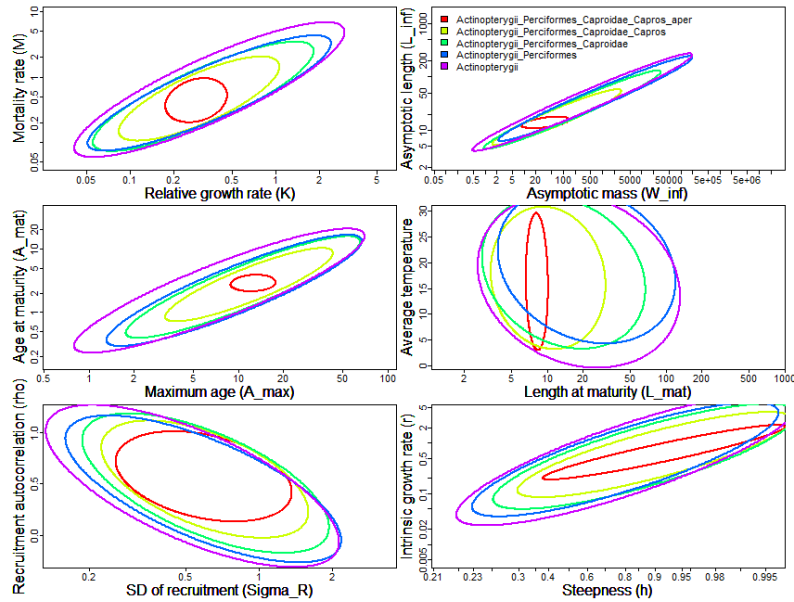 Mortality rate (M)
10
5
2
1
0.5
0.2
0.05
0.05 0.1 0.2 0.5 1 2 5
Relative growth rate (K)
Asymptotic length (L_inf)
1000
200
50
10
5
2
Actinopterygii_Perciformes_Caproidae_Capros_aper
Actinopterygii_Perciformes_Caproidae_Capros
Actinopterygii_Perciformes_Caproidae
Actinopterygii_Perciformes
Actinopterygii
0.05 0.5 2 5 20 100 500 5000 50000 5e+05 5e+06
Asymptotic mass (W_inf)
Age at maturity (A_mat)
20
10
5
2
1
0.5
0.2
0.5 1 2 5 10 20 50 100
Maximum age (A_max)
Average temperature
30
25
20
15
10
5
0
2 5 10 20 50 100 200 500 1000
Length at maturity (L_mat)
Recruitment autocorrelation (rho)
1.0
0.5
0.0
0.2 0.5 1 2
SD of recruitment (Sigma_R)
Intrinsic growth rate (r)
5
2
0.5
0.1
0.02
0.005
0.21 0.23 0.3 0.4 0.6 0.8 0.9 0.95 0.98 0.995
Steepness (h)